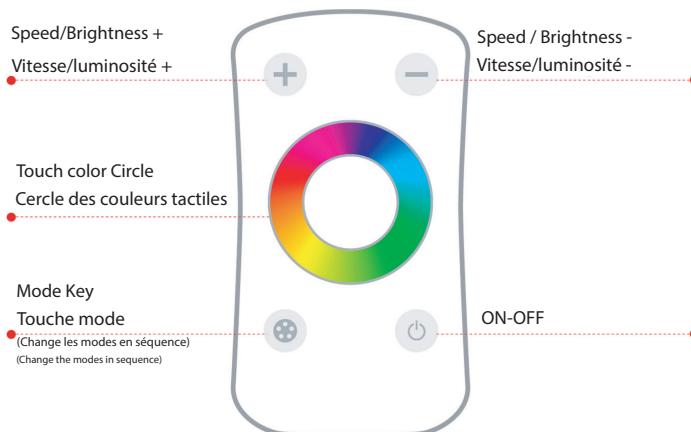 Speed/Brightness +
Vitesse/luminosité +
Speed / Brightness -
Vitesse/luminosité -
Touch color Circle
Cercle des couleurs tactiles
Mode Key
Touche mode
(Change les modes en séquence)
(Change the modes in sequence)
ON-OFF